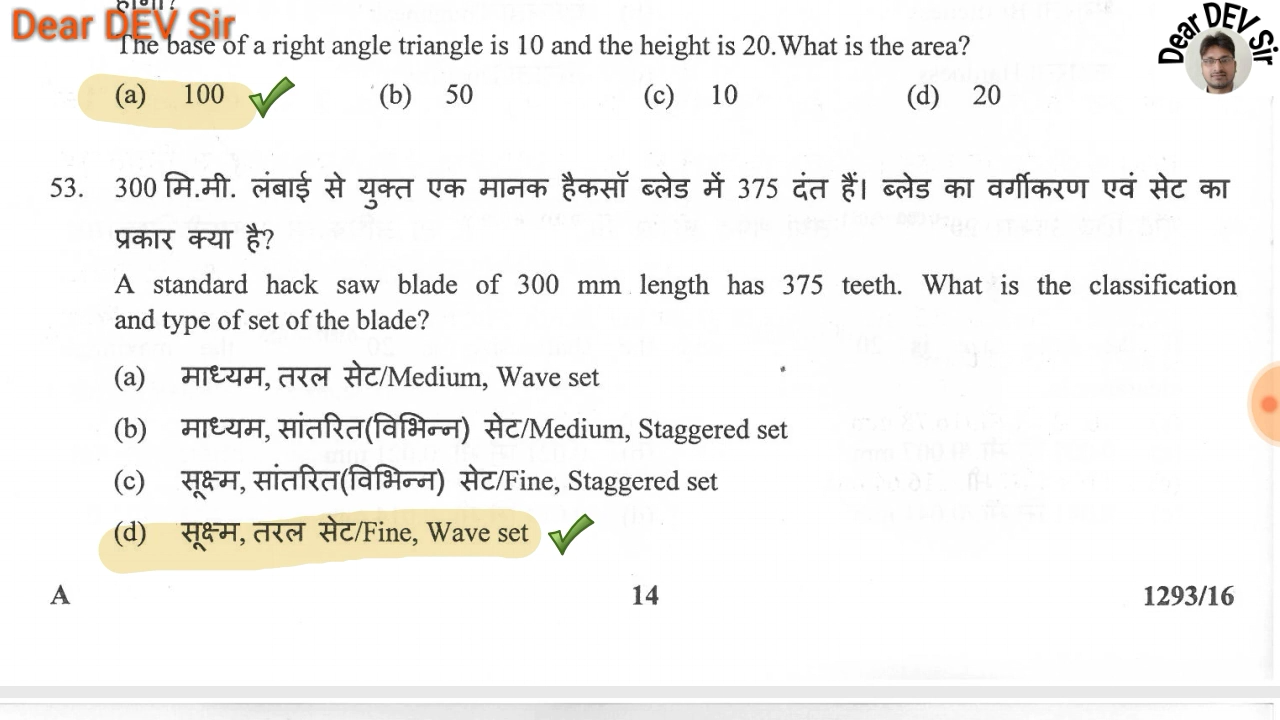 होगा?
Dear DEV Sir
Dear DEV Sir
The base of a right angle triangle is 10 and the height is 20.What is the area?
(a) 100 (b) 50 (c) 10 (d) 20
53. 300 मि.मी. लंबाई से युक्त एक मानक हैकसॉ ब्लेड में 375 दंत हैं। ब्लेड का वर्गीकरण एवं सेट का
प्रकार क्या है?
A standard hack saw blade of 300 mm length has 375 teeth. What is the classification
and type of set of the blade?
(a) माध्यम, तरल सेट/Medium, Wave set
(b) माध्यम, सांतरित(विभिन्न) सेट/Medium, Staggered set
(c) सूक्ष्म, सांतरित(विभिन्न) सेट/Fine, Staggered set
(d) सूक्ष्म, तरल सेट/Fine, Wave set
A 14 1293/16